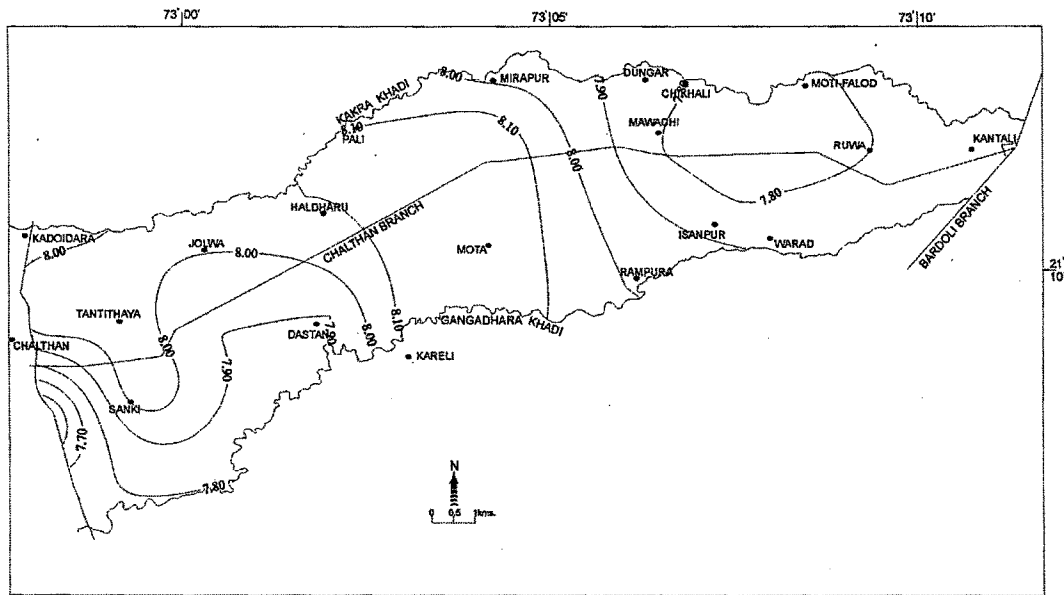 73°00' 73°05' 73°10'
8.00
MIRAPUR
DUNGAR
CHIKHALI
MOTI-FALOD
KAKRA KHADI
7.90
8.10
PALI
8.10
MAWACHI
RUWA
KANTALI
8.00
7.80
HALDHARU
CHALTHAN BRANCH
KADOIDARA
8.00
JOLWA
8.00
MOTA
ISANPUR
WARAD
BARDOLI BRANCH
RAMPURA
21°
10'
TANTITHAYA
8.00
DASTAN
7.90
8.00
8.10
GANGADHARA KHADI
CHALTHAN
KARELI
7.90
SANKI
7.70
7.80
N
0 0.5 1kms.